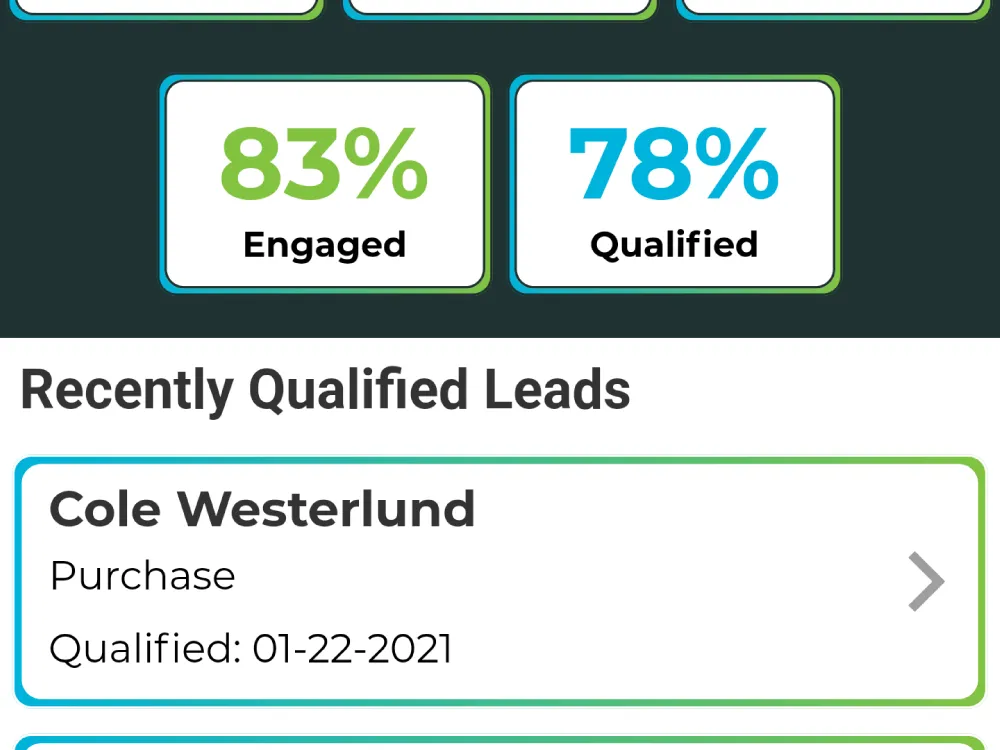 83%
78%
Engaged
Qualified
Recently Qualified Leads
Cole Westerlund
Purchase
Qualified: 01-22-2021